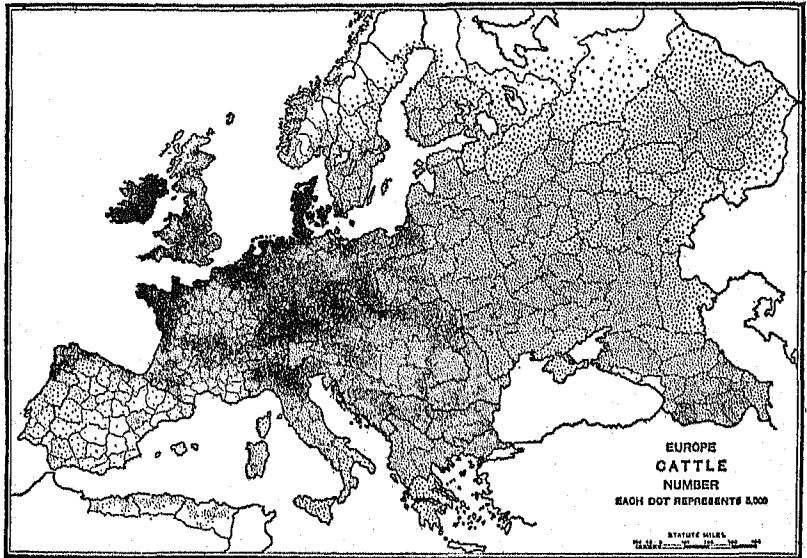 EUROPE
CATTLE
NUMBER
EACH DOT REPRESENTS 5,000
STATUTE MILES